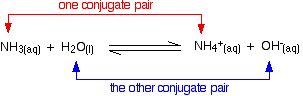 one conjugate pair
NH3(aq) + H2O(l) ⇌ NH4+(aq) + OH-(aq)
the other conjugate pair